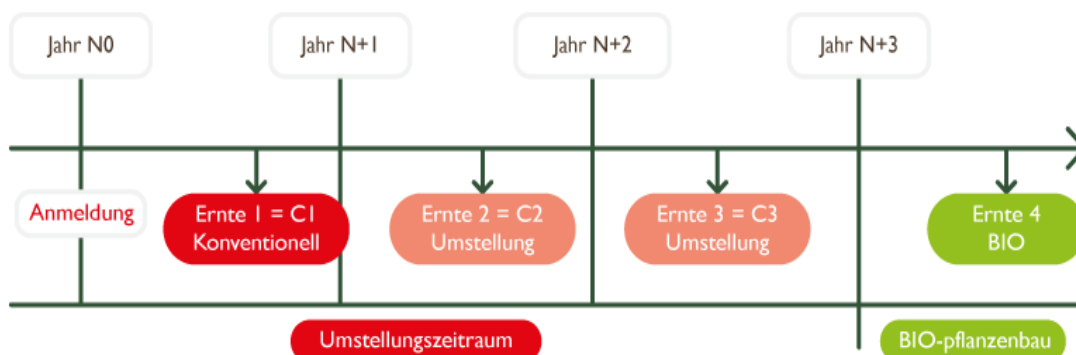 Jahr N0
Jahr N+1
Jahr N+2
Jahr N+3
Anmeldung
Ernte 1 = C1
Konventionell
Ernte 2 = C2
Umstellung
Ernte 3 = C3
Umstellung
Ernte 4
BIO
Umstellungszeitraum
BIO-pflanzenbau